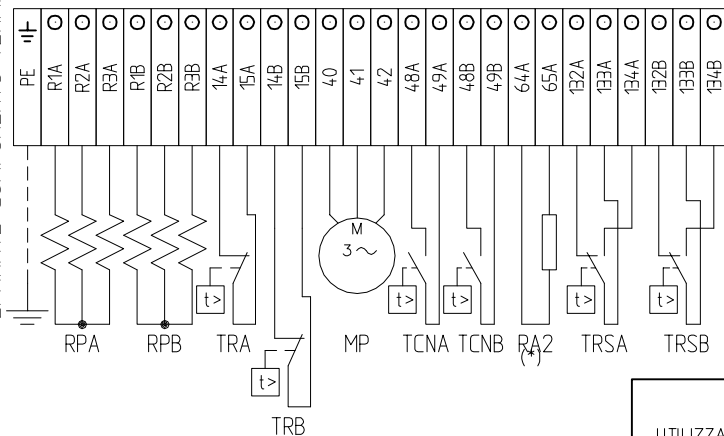 PE R1A R2A R3A R1B R2B R3B 14A 15A 14B 15B 40 41 42 48A 49A 48B 49B 64A 65A 132A 133A 134A 132B 133B 134B
M
3~
t> t> t> t> t>
RPA RPB TRA MP TCNA TCNB RA2 TRSA TRSB
(*)
t>
TRB
UTILIZZA